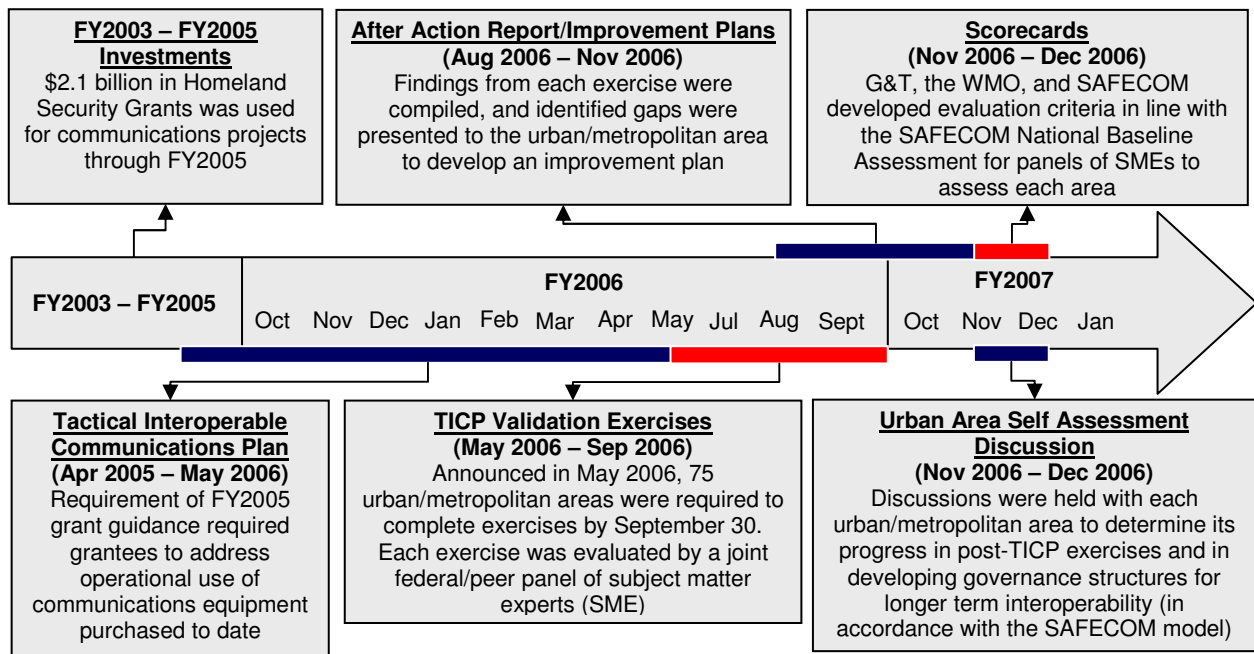 FY2003 – FY2005
Investments
$2.1 billion in Homeland
Security Grants was used
for communications projects
through FY2005
After Action Report/Improvement Plans
(Aug 2006 – Nov 2006)
Findings from each exercise were
compiled, and identified gaps were
presented to the urban/metropolitan area
to develop an improvement plan
Scorecards
(Nov 2006 – Dec 2006)
G&T, the WMO, and SAFECOM
developed evaluation criteria in line with
the SAFECOM National Baseline
Assessment for panels of SMEs to
assess each area
FY2003 – FY2005
FY2006
Oct Nov Dec Jan Feb Mar Apr May Jul Aug Sept
FY2007
Oct Nov Dec Jan
Tactical Interoperable
Communications Plan
(Apr 2005 – May 2006)
Requirement of FY2005
grant guidance required
grantees to address
operational use of
communications equipment
purchased to date
TICP Validation Exercises
(May 2006 – Sep 2006)
Announced in May 2006, 75
urban/metropolitan areas were required to
complete exercises by September 30.
Each exercise was evaluated by a joint
federal/peer panel of subject matter
experts (SME)
Urban Area Self Assessment
Discussion
(Nov 2006 – Dec 2006)
Discussions were held with each
urban/metropolitan area to determine its
progress in post-TICP exercises and in
developing governance structures for
longer term interoperability (in
accordance with the SAFECOM model)